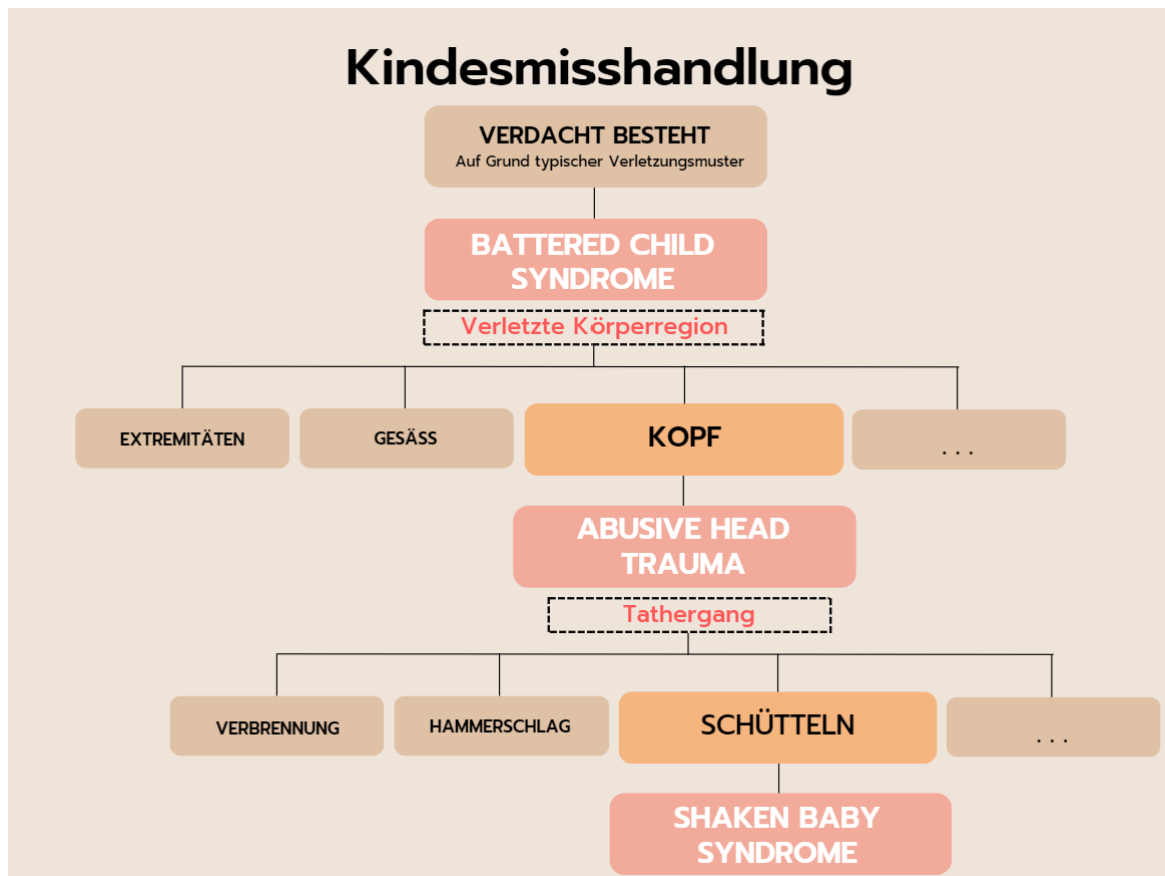 Kindesmisshandlung
VERDACHT BESTEHT
Auf Grund typischer Verletzungsmuster
BATTERED CHILD
SYNDROME
Verletzte Körperregion
EXTREMITÄTEN
GESÄSS
KOPF
...
ABUSIVE HEAD
TRAUMA
Tathergang
VERBRENNUNG
HAMMERSCHLAG
SCHÜTTELN
...
SHAKEN BABY
SYNDROME